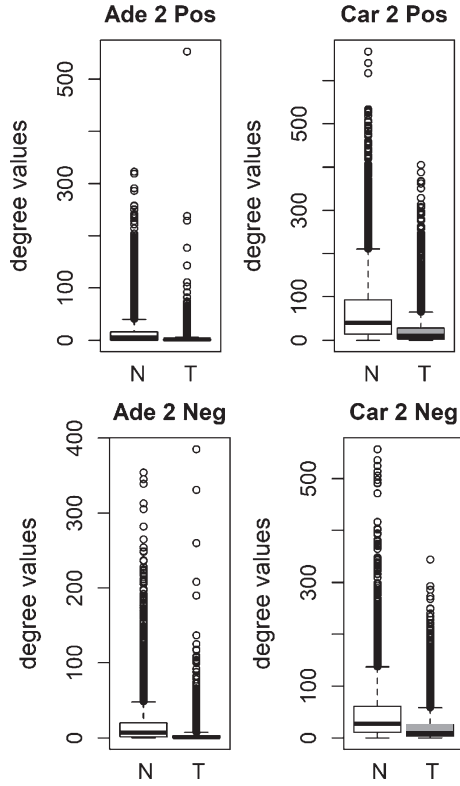 Ade 2 Pos
degree values
500
300
100
0
N T
Car 2 Pos
degree values
500
300
100
0
N T
Ade 2 Neg
degree values
400
300
200
100
0
N T
Car 2 Neg
degree values
500
300
100
0
N T